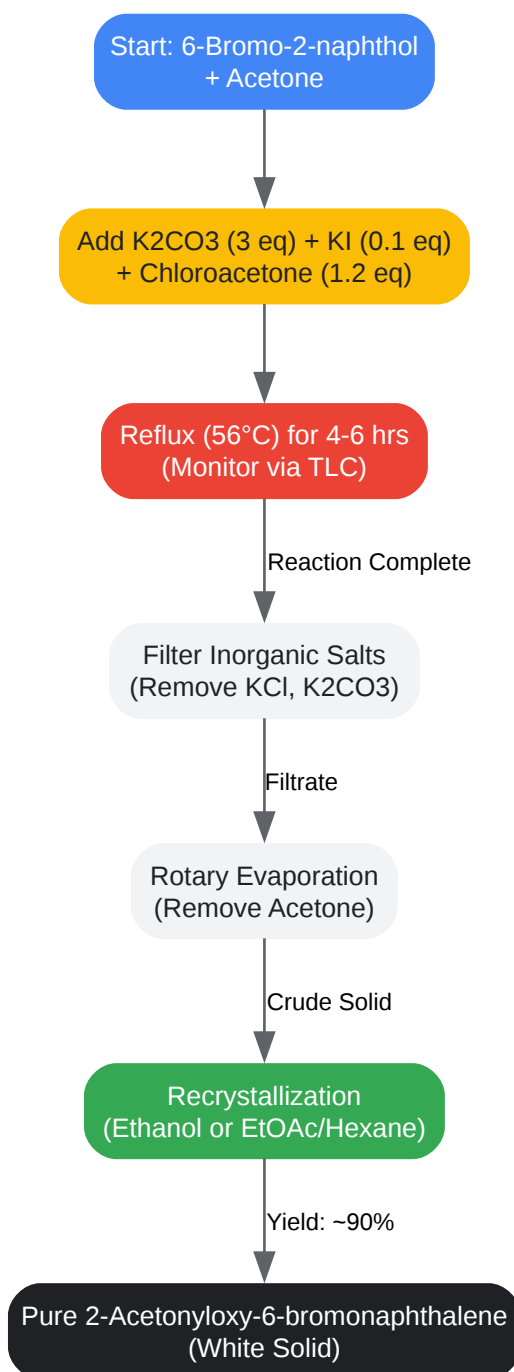 Start: 6-Bromo-2-naphthol
+ Acetone
Add K2CO3 (3 eq) + KI (0.1 eq)
+ Chloroacetone (1.2 eq)
Reflux (56°C) for 4-6 hrs
(Monitor via TLC)
Reaction Complete
Filter Inorganic Salts
(Remove KCl, K2CO3)
Filtrate
Rotary Evaporation
(Remove Acetone)
Crude Solid
Recrystallization
(Ethanol or EtOAc/Hexane)
Yield: ~90%
Pure 2-Acetonyloxy-6-bromonaphthalene
(White Solid)